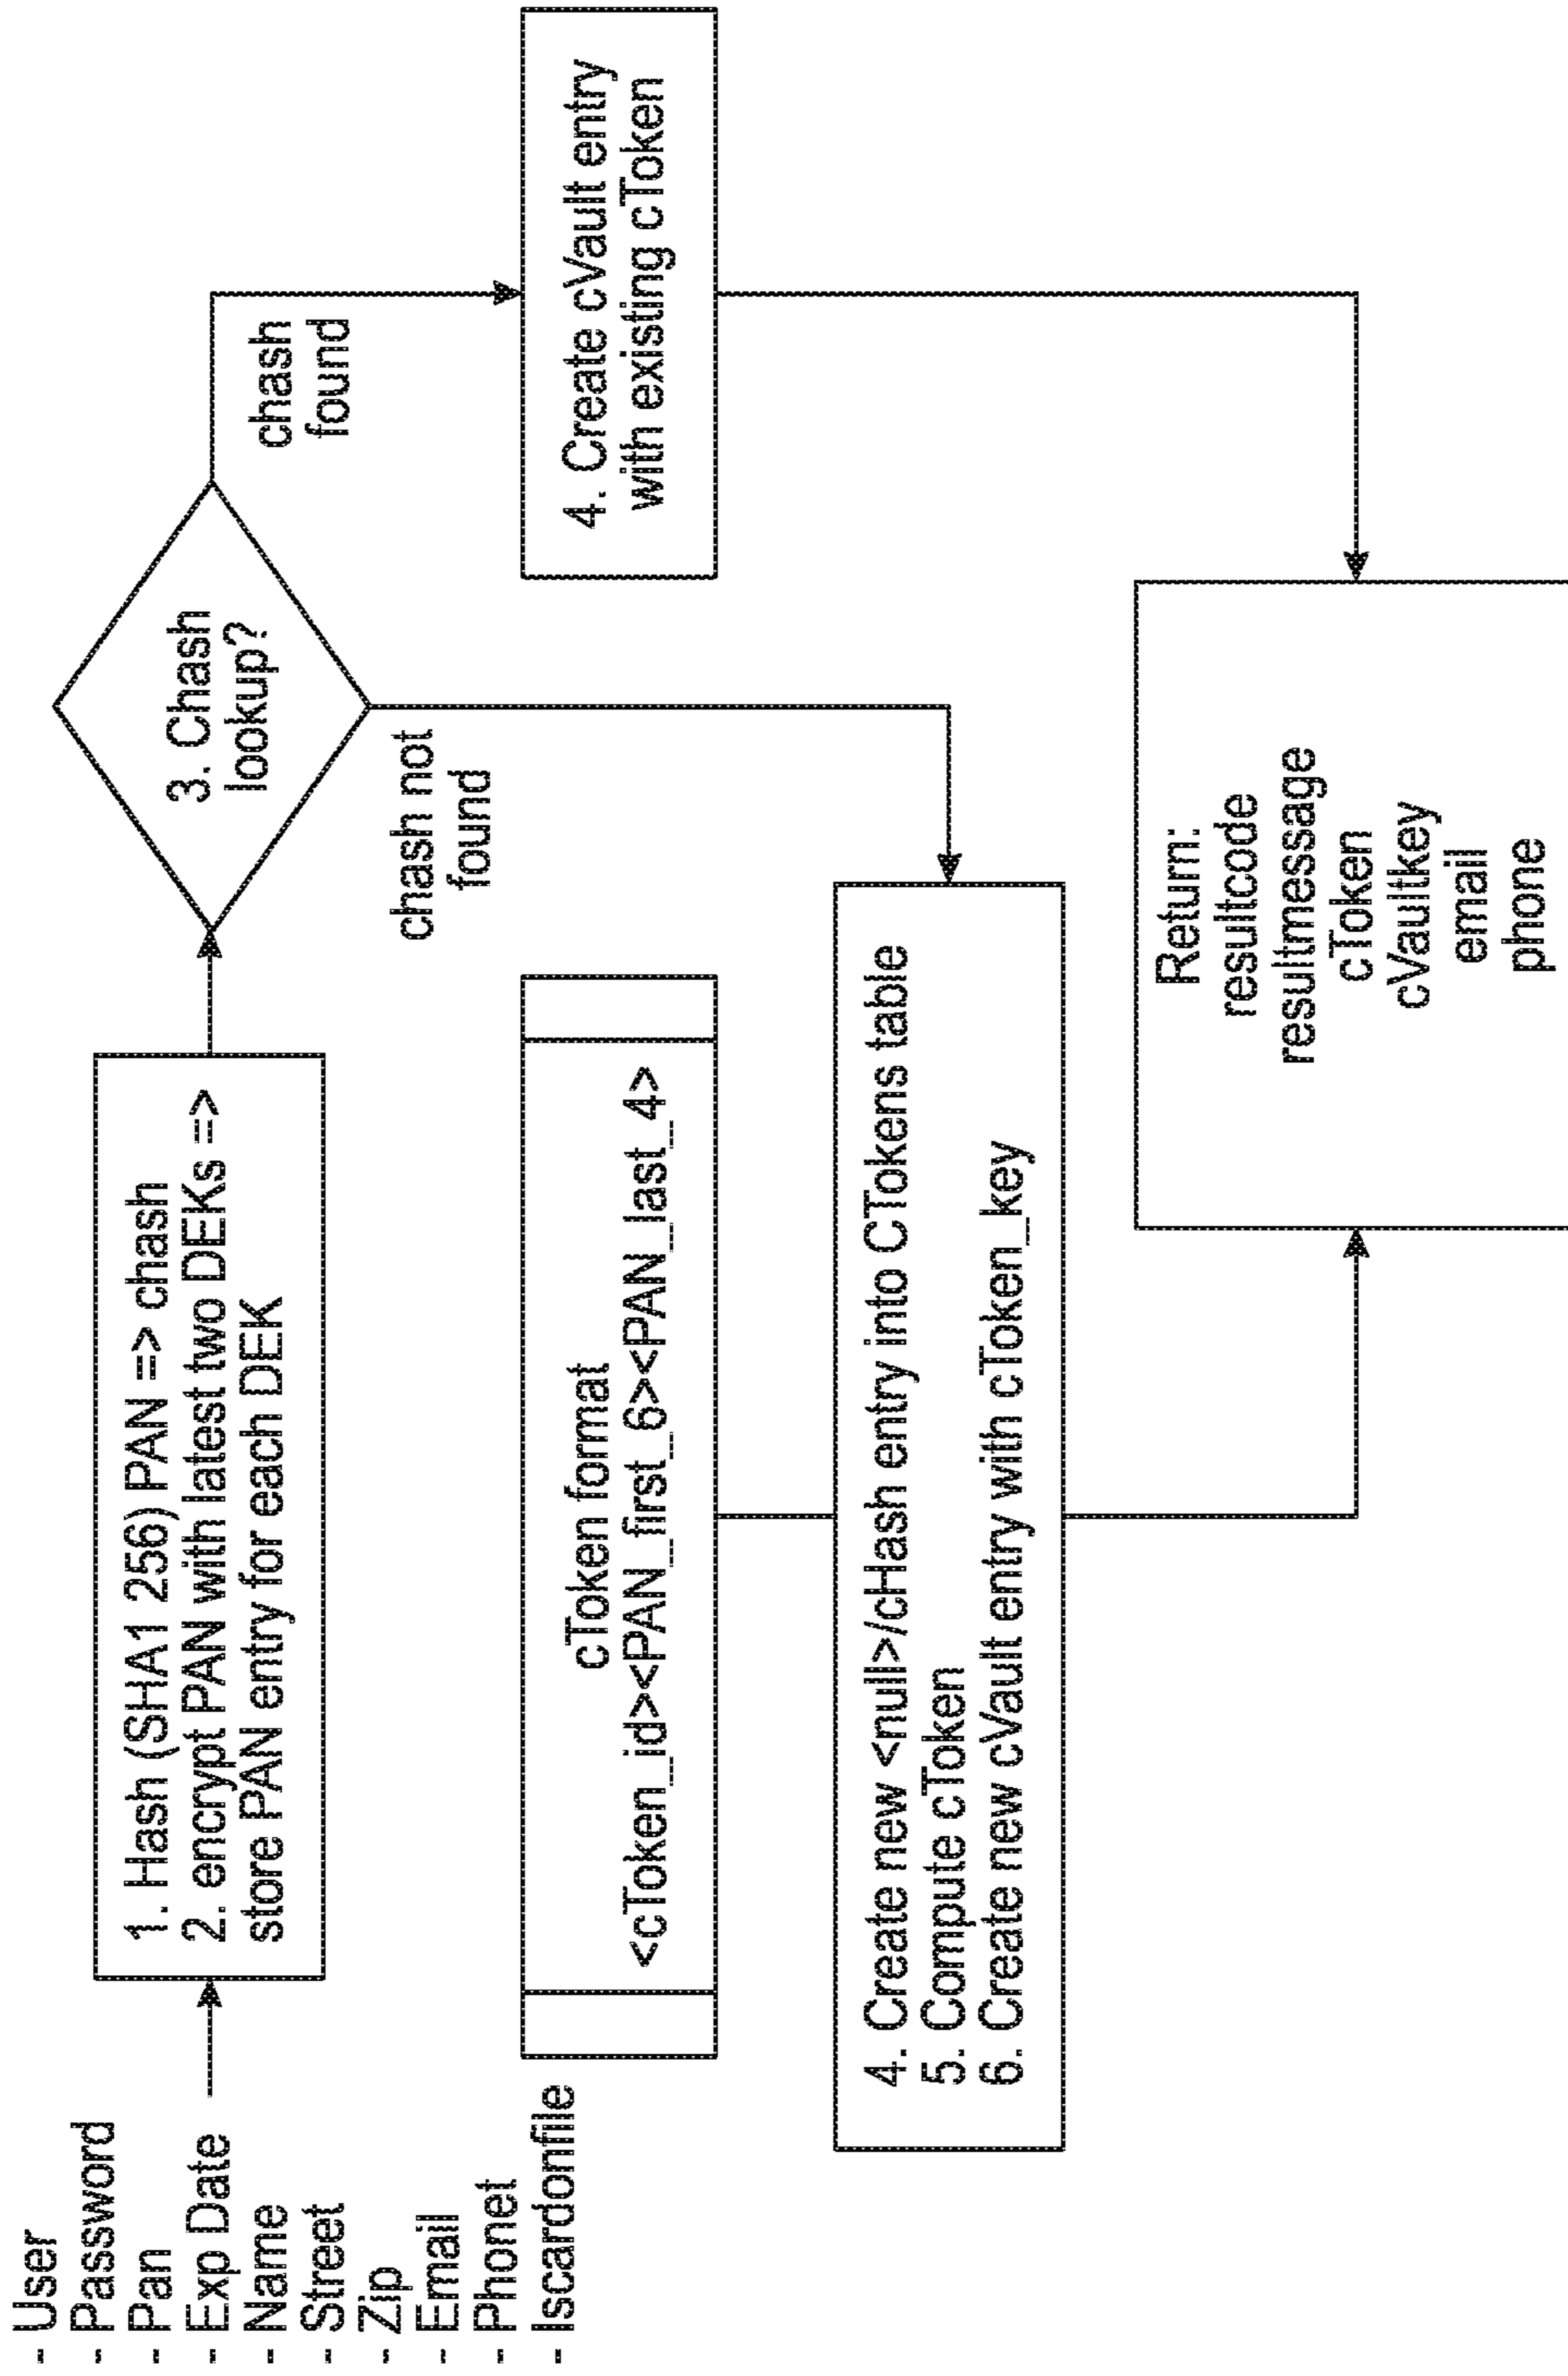 - User
- Password
- Pan
- Exp Date
- Name
- Street
- Zip
- Email
- Phonet
- Iscardonfile
1. Hash (SHA1 256) PAN => chash
2. encrypt PAN with latest two DEKs =>
store PAN entry for each DEK
3. Chash
lookup?
chash
found
chash not
found
4. Create cVault entry
with existing cToken
cToken format
<cToken_id><PAN_first_6><PAN_last_4>
4. Create new <null>/cHash entry into CTokens table
5. Compute cToken
6. Create new cVault entry with cToken_key
Return:
resultcode
resultmessage
cToken
cVaultkey
email
phone